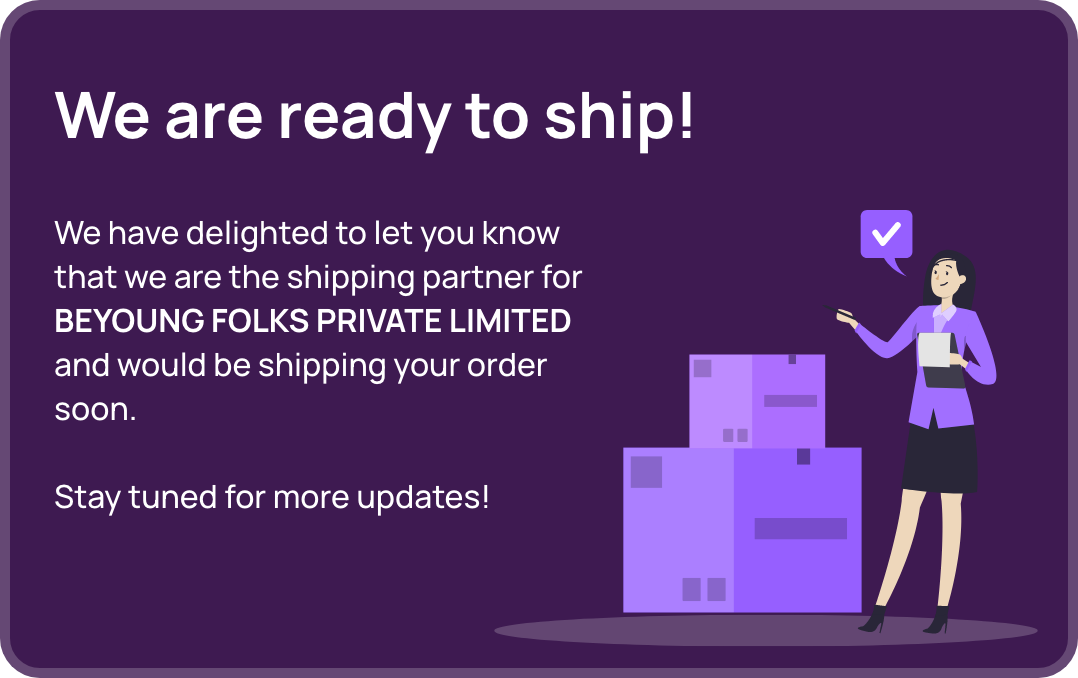 We are ready to ship!
We have delighted to let you know
that we are the shipping partner for
BEYOUNG FOLKS PRIVATE LIMITED
and would be shipping your order
soon.
Stay tuned for more updates!